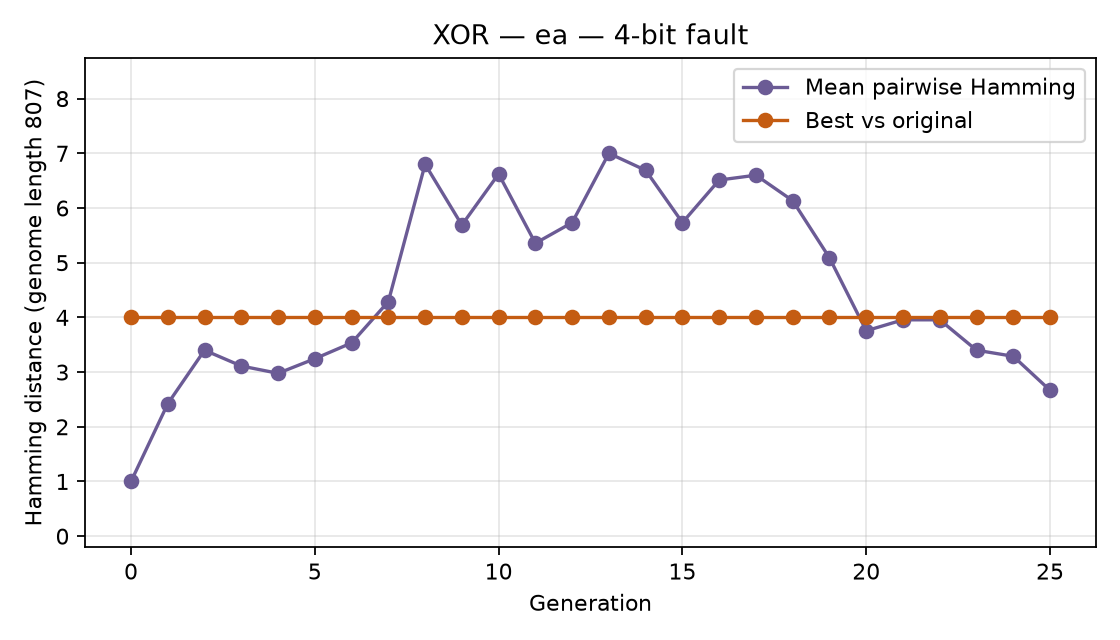 XOR — ea — 4-bit fault
Hamming distance (genome length 807)
8
7
6
5
4
3
2
1
0
Mean pairwise Hamming
Best vs original
0 5 10 15 20 25
Generation